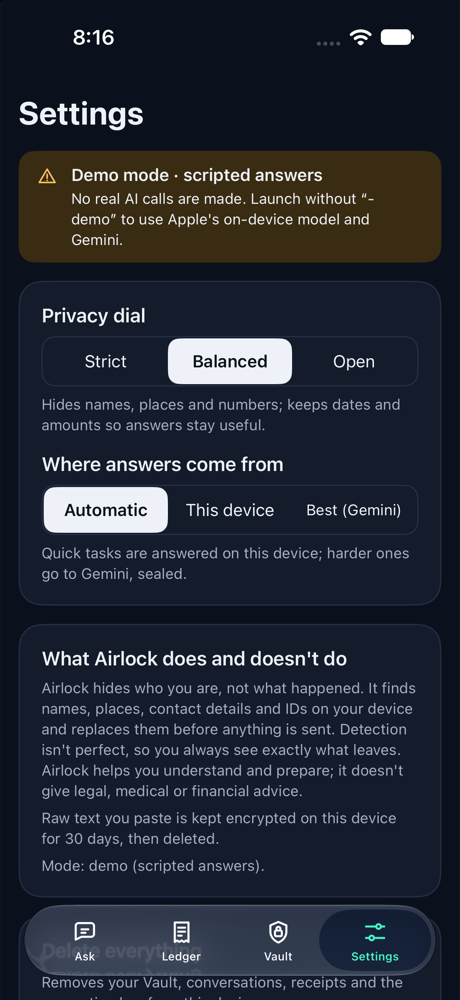 8:16
Settings
Demo mode · scripted answers
No real AI calls are made. Launch without “-
demo” to use Apple's on-device model and
Gemini.
Privacy dial
Strict
Balanced
Open
Hides names, places and numbers; keeps dates and
amounts so answers stay useful.
Where answers come from
Automatic
This device
Best (Gemini)
Quick tasks are answered on this device; harder ones
go to Gemini, sealed.
What Airlock does and doesn't do
Airlock hides who you are, not what happened. It finds
names, places, contact details and IDs on your device
and replaces them before anything is sent. Detection
isn't perfect, so you always see exactly what leaves.
Airlock helps you understand and prepare; it doesn't
give legal, medical or financial advice.
Raw text you paste is kept encrypted on this device
for 30 days, then deleted.
Mode: demo (scripted answers).
Delete everything
Ask
Ledger
Vault
Settings
Removes your Vault, conversations, receipts and the